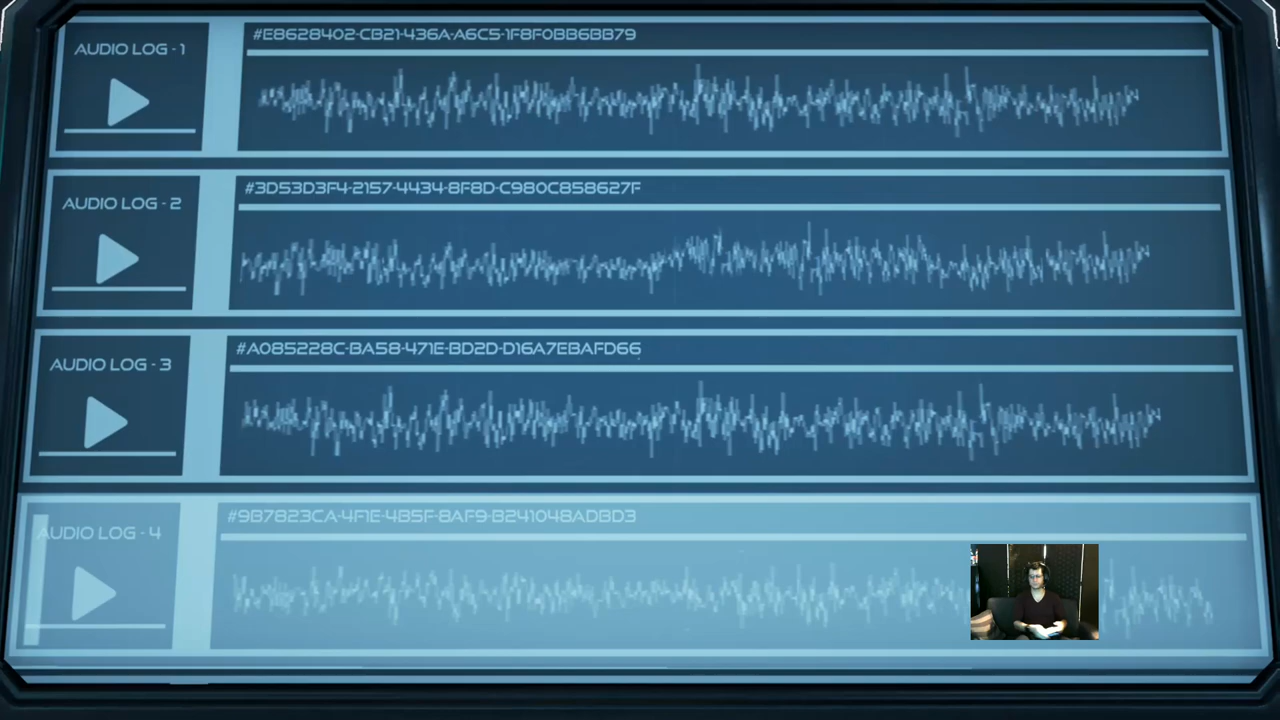 AUDIO LOG - 1
#E8628402-CB21-436A-A6C5-1F8F0BB6BB79
AUDIO LOG - 2
#3D53D3F4-2157-4434-8F8D-C980C858627F
AUDIO LOG - 3
#A085228C-BA58-471E-BD2D-D16A7EBAFD66
AUDIO LOG - 4
#9B7823CA-4F1E-4B5F-8AF9-B241048ADBD3